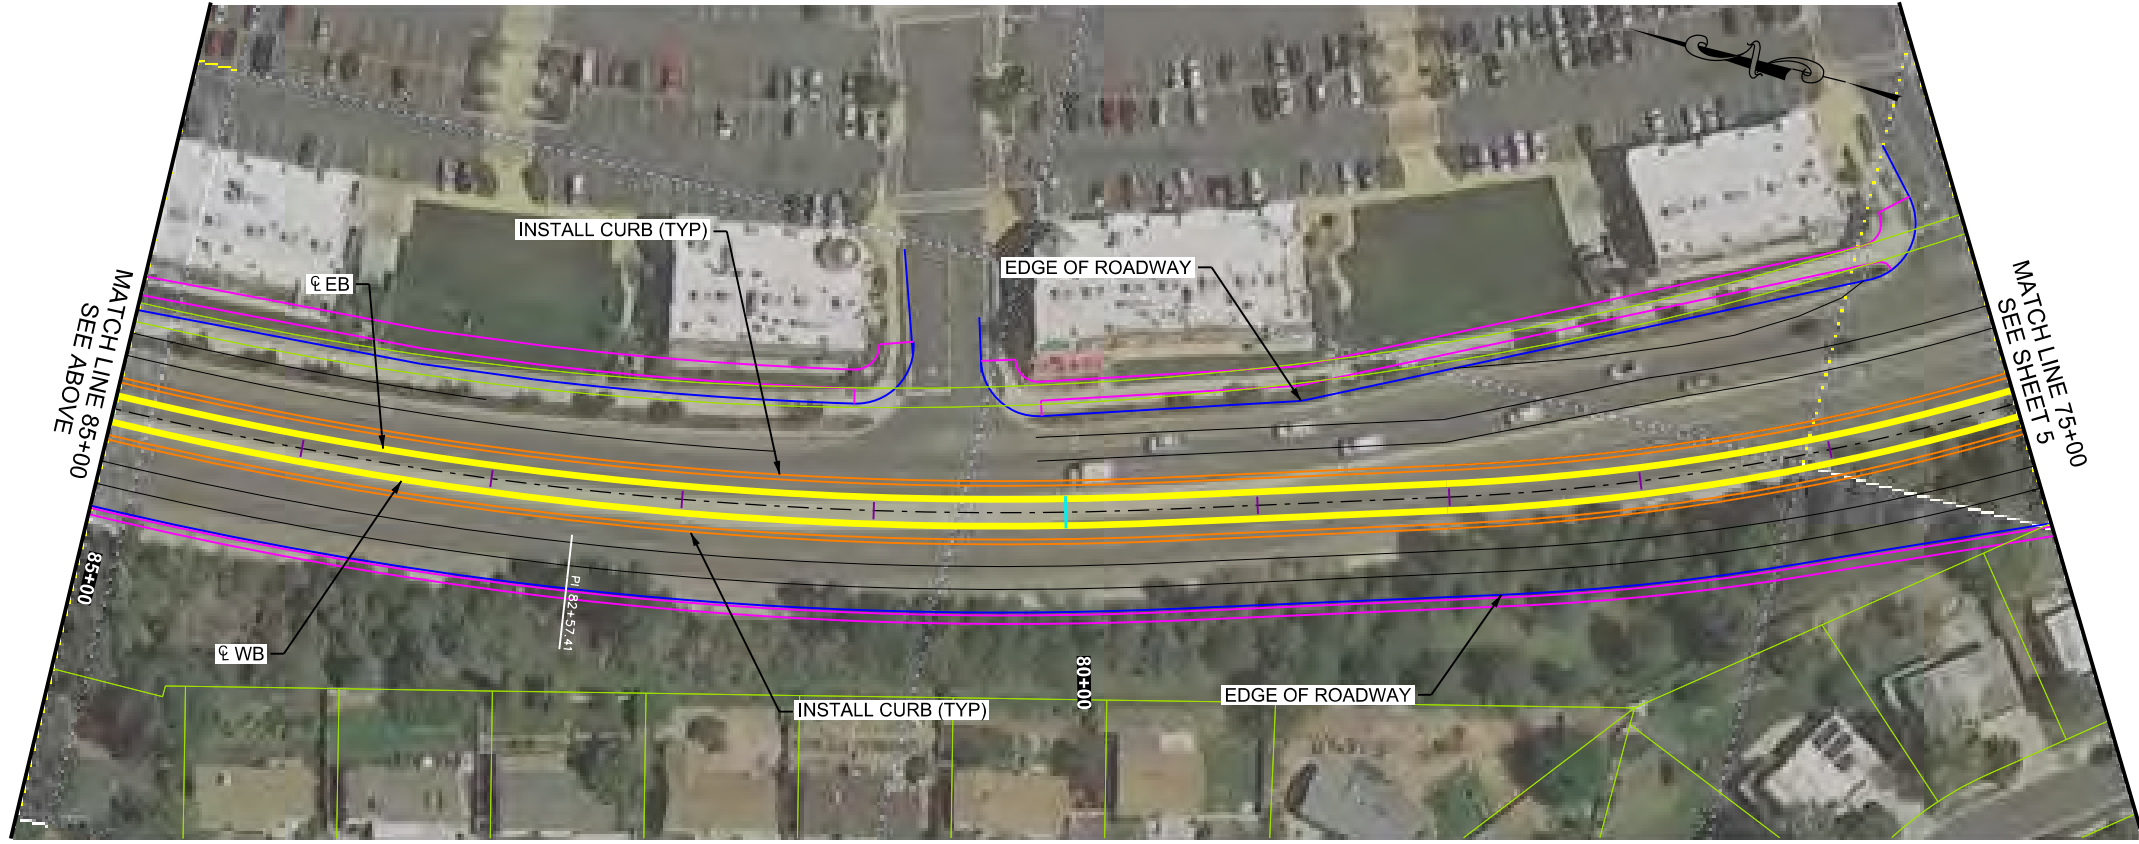 INSTALL CURB (TYP)
EDGE OF ROADWAY
℄ EB
MATCH LINE 85+00
SEE ABOVE
MATCH LINE 75+00
SEE SHEET 5
85+00
PI 82+57.41
80+00
℄ WB
INSTALL CURB (TYP)
EDGE OF ROADWAY
N